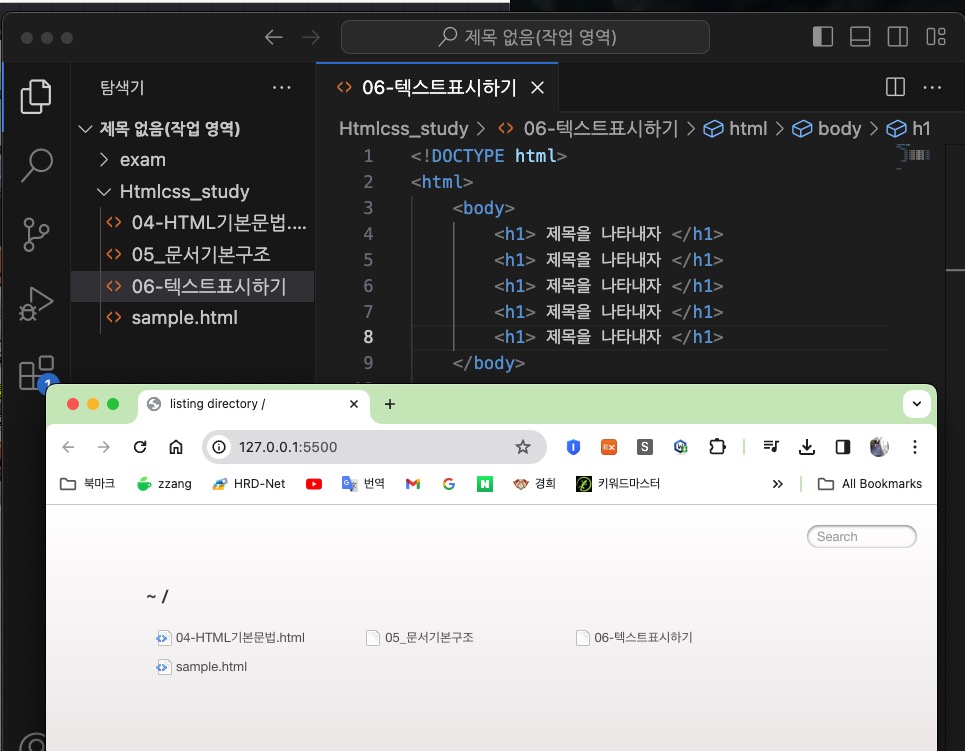 제목 없음(작업 영역)
탐색기
제목 없음(작업 영역)
exam
Htmlcss_study
04-HTML기본문법....
05_문서기본구조
06-텍스트표시하기
sample.html
1
06-텍스트표시하기
Htmlcss_study > 06-텍스트표시하기 > html > body > h1
1 <!DOCTYPE html>
2 <html>
3 <body>
4 <h1> 제목을 나타내자 </h1>
5 <h1> 제목을 나타내자 </h1>
6 <h1> 제목을 나타내자 </h1>
7 <h1> 제목을 나타내자 </h1>
8 <h1> 제목을 나타내자 </h1>
9 </body>
listing directory /
127.0.0.1:5500
북마크 zzang HRD-Net 번역 경희 키워드마스터 » All Bookmarks
Search
~ /
04-HTML기본문법.html 05_문서기본구조 06-텍스트표시하기
sample.html